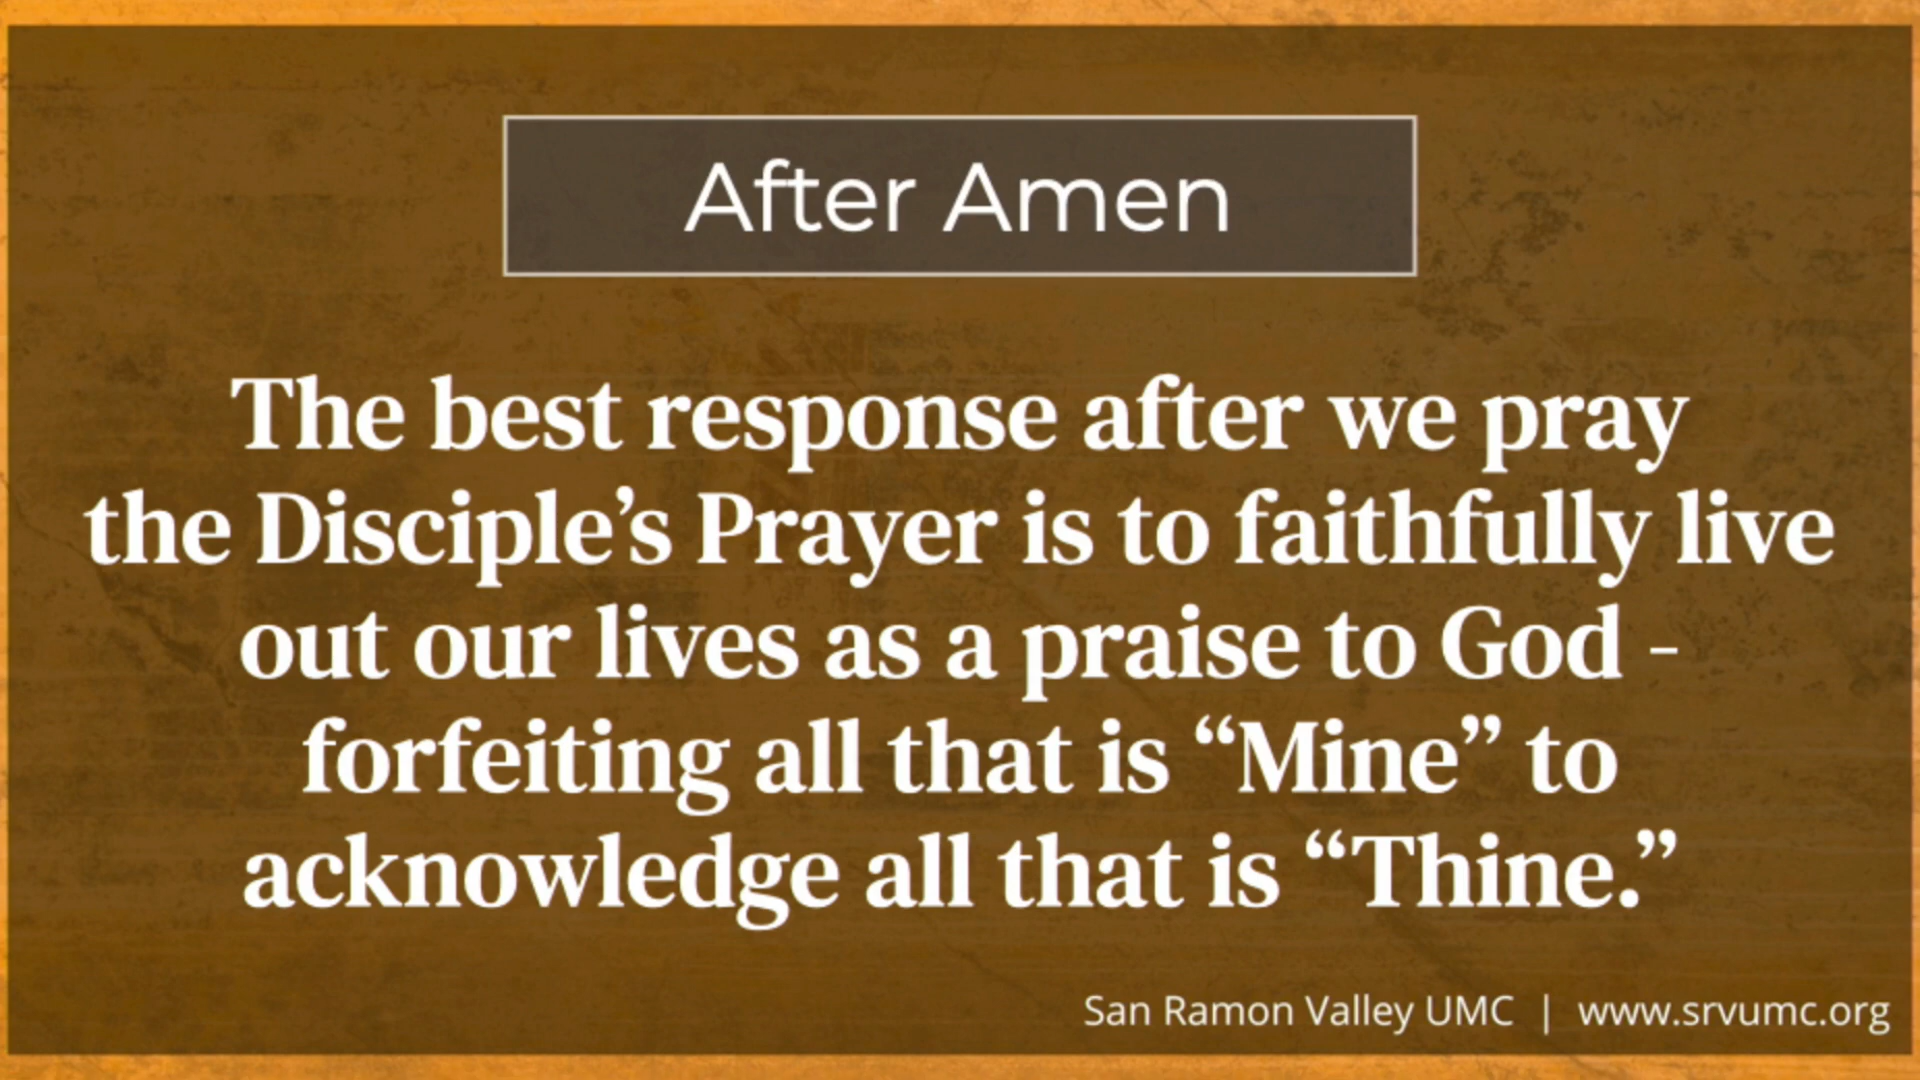 After Amen
The best response after we pray
the Disciple’s Prayer is to faithfully live
out our lives as a praise to God -
forfeiting all that is “Mine” to
acknowledge all that is “Thine.”
San Ramon Valley UMC | www.srvumc.org